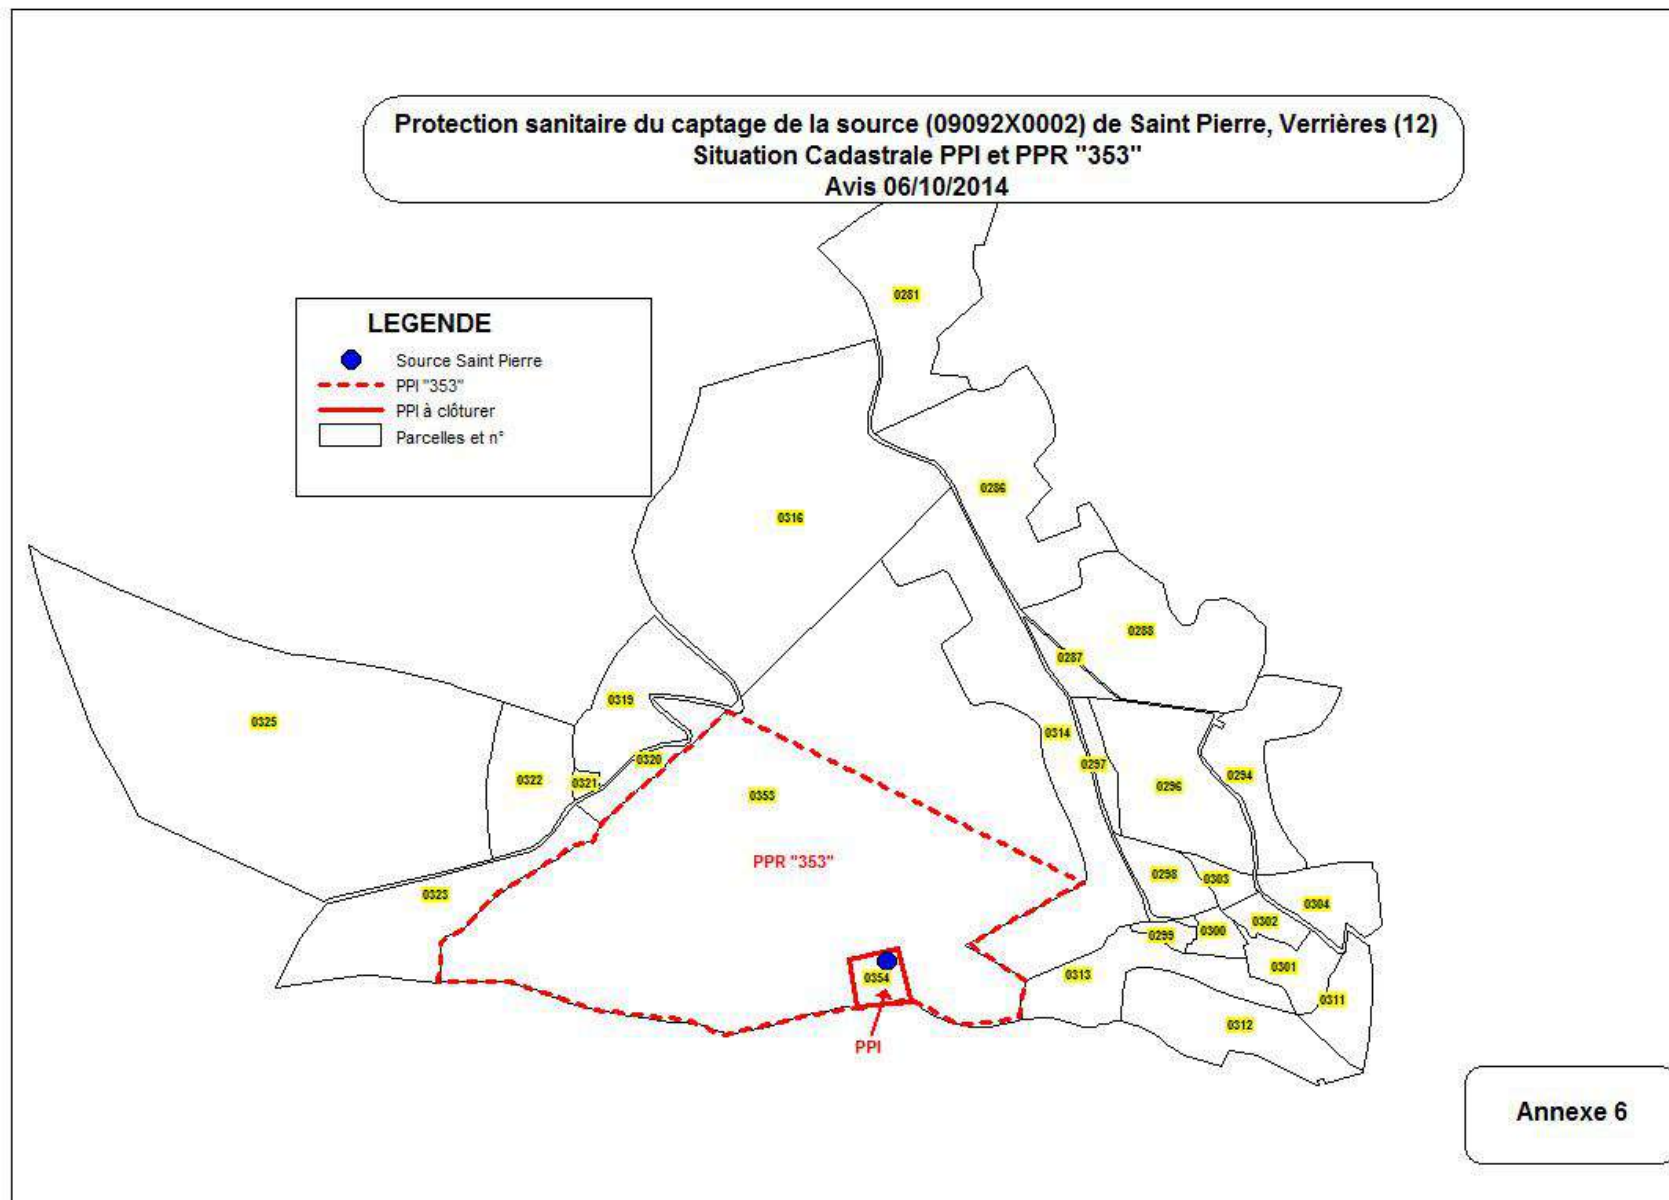 Protection sanitaire du captage de la source (09092X0002) de Saint Pierre, Verrières (12)
Situation Cadastrale PPI et PPR "353"
Avis 06/10/2014
LEGENDE
Source Saint Pierre
PPI "353"
PPI à clôturer
Parcelles et n°
0281
0286
0316
0288
0287
0319
0325
0314
0320
0297
0322
0321
0294
0296
0353
PPR "353"
0298
0303
0323
0304
0302
0300
0299
0301
0313
0354
0311
0312
PPI
Annexe 6